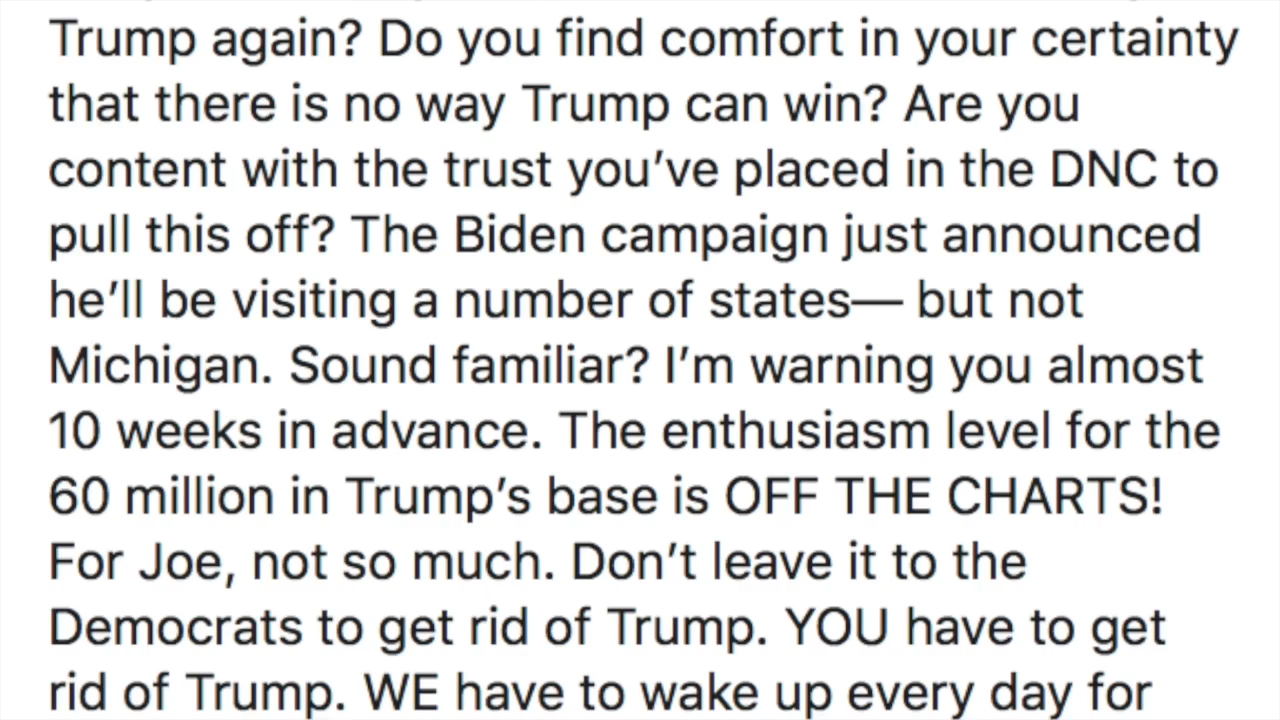 Trump again? Do you find comfort in your certainty
that there is no way Trump can win? Are you
content with the trust you’ve placed in the DNC to
pull this off? The Biden campaign just announced
he’ll be visiting a number of states— but not
Michigan. Sound familiar? I’m warning you almost
10 weeks in advance. The enthusiasm level for the
60 million in Trump’s base is OFF THE CHARTS!
For Joe, not so much. Don’t leave it to the
Democrats to get rid of Trump. YOU have to get
rid of Trump. WE have to wake up every day for